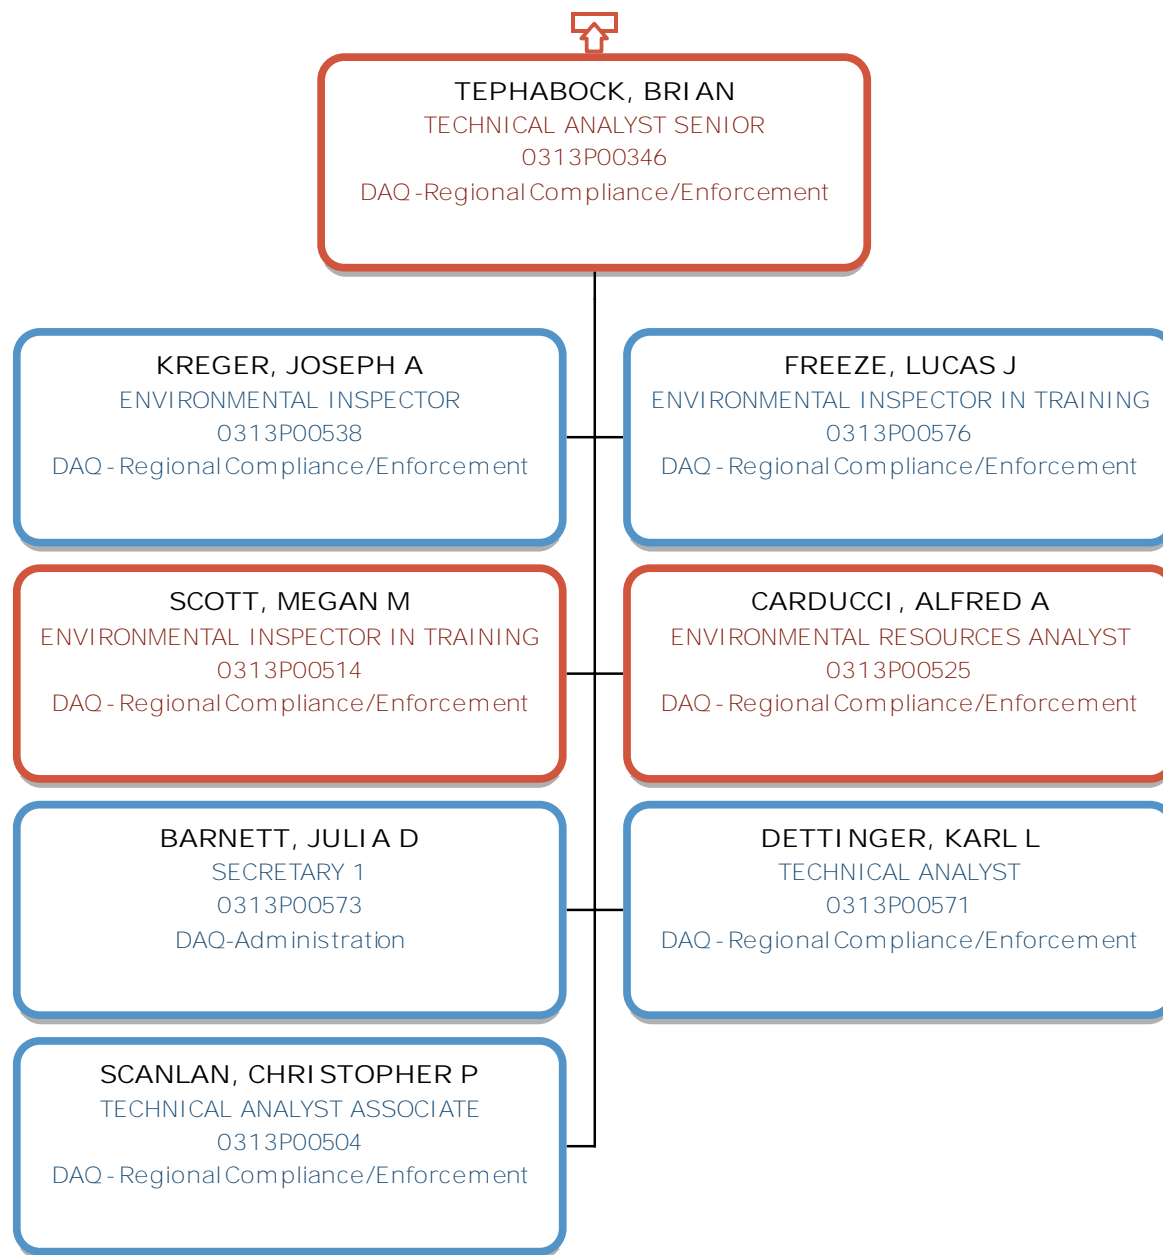 TEPHABOCK, BRIAN
TECHNICAL ANALYST SENIOR
0313P00346
DAQ-Regional Compliance/Enforcement
KREGER, JOSEPH A
ENVIRONMENTAL INSPECTOR
0313P00538
DAQ-Regional Compliance/Enforcement
FREEZE, LUCAS J
ENVIRONMENTAL INSPECTOR IN TRAINING
0313P00576
DAQ-Regional Compliance/Enforcement
SCOTT, MEGAN M
ENVIRONMENTAL INSPECTOR IN TRAINING
0313P00514
DAQ-Regional Compliance/Enforcement
CARDUCCI, ALFRED A
ENVIRONMENTAL RESOURCES ANALYST
0313P00525
DAQ-Regional Compliance/Enforcement
BARNETT, JULIA D
SECRETARY 1
0313P00573
DAQ-Administration
DETTINGER, KARL L
TECHNICAL ANALYST
0313P00571
DAQ-Regional Compliance/Enforcement
SCANLAN, CHRISTOPHER P
TECHNICAL ANALYST ASSOCIATE
0313P00504
DAQ-Regional Compliance/Enforcement